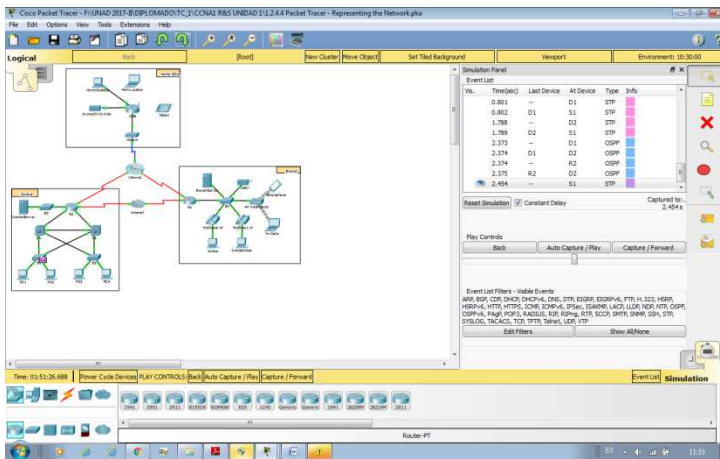 Cisco Packet Tracer - F:\UNAD 2017-II\DIPLOMADO\TC_1\CCNA1 R&S UNIDAD 1\1.2.4.4 Packet Tracer - Representing the Network.pka
File Edit Options View Tools Extensions Help
Logical Back [Root] New Cluster Move Object Set Tiled Background Viewport Environment: 10:30:00
Simulation Panel
Event List
Vis. Time(sec) Last Device At Device Type Info
0.801 -- D1 STP
0.802 D1 S1 STP
1.788 -- D2 STP
1.789 D2 S1 STP
2.373 -- D1 OSPF
2.374 D1 D2 OSPF
2.374 -- R2 OSPF
2.375 R2 D2 OSPF
2.454 -- S1 STP
Reset Simulation Constant Delay Captured to:
2.454 s
Play Controls
Back Auto Capture / Play Capture / Forward
Event List Filters - Visible Events
ARP, BGP, CDP, DHCP, DHCPv6, DNS, DTP, EIGRP, EIGRPv6, FTP, H.323, HSRP,
HSRPv6, HTTP, HTTPS, ICMP, ICMPv6, IPSec, ISAKMP, LACP, LLDP, NDP, NTP, OSPF,
OSPFv6, PAgP, POP3, RADIUS, RIP, RIPng, RTP, SCCP, SMTP, SNMP, SSH, STP,
SYSLOG, TACACS, TCP, TFTP, Telnet, UDP, VTP
Edit Filters Show All/None
Central
Internet
Tablet
PC1 PC2 PC3 PC4
Time: 01:51:26.688 Power Cycle Devices PLAY CONTROLS: Back Auto Capture / Play Capture / Forward Event List Simulation
1941 2901 2911 819IOX 819HGW 829 1240 Generic Generic 1841 2620XM 2621XM 2811
Router-PT
ES 11:33